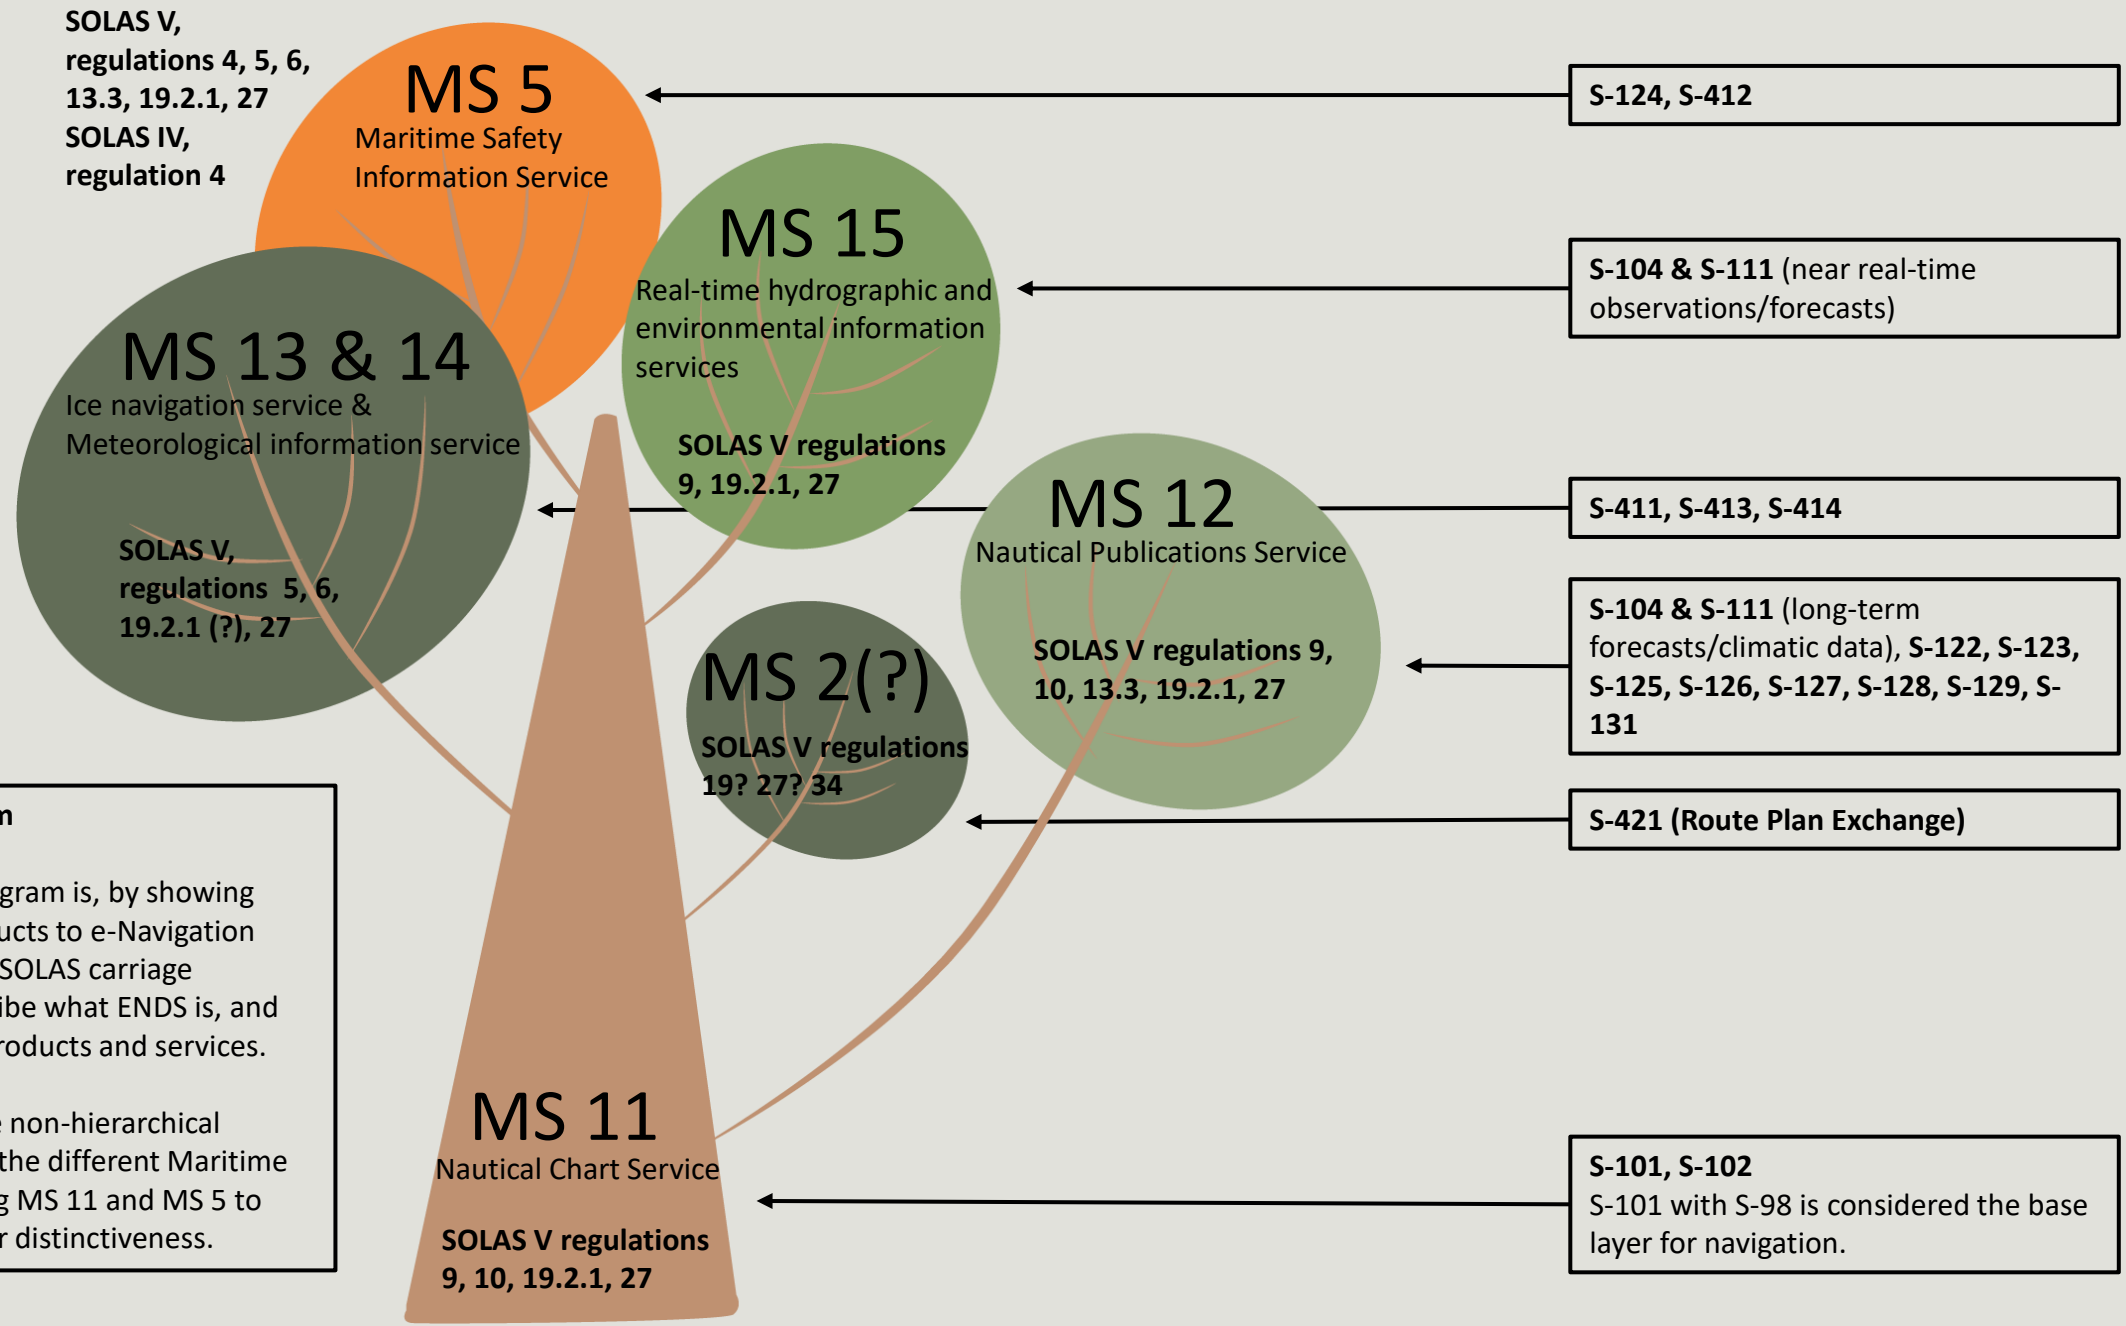 SOLAS V,
regulations 4, 5, 6,
13.3, 19.2.1, 27
SOLAS IV,
regulation 4
MS 5
Maritime Safety
Information Service
S-124, S-412
MS 15
Real-time hydrographic and
environmental information
services
SOLAS V regulations
9, 19.2.1, 27
S-104 & S-111 (near real-time
observations/forecasts)
MS 13 & 14
Ice navigation service &
Meteorological information service
SOLAS V,
regulations 5, 6,
19.2.1 (?), 27
S-411, S-413, S-414
MS 12
Nautical Publications Service
SOLAS V regulations 9,
10, 13.3, 19.2.1, 27
S-104 & S-111 (long-term
forecasts/climatic data), S-122, S-123,
S-125, S-126, S-127, S-128, S-129, S-
131
MS 2(?)
SOLAS V regulations
19? 27? 34
S-421 (Route Plan Exchange)
gram is, by showing
ucts to e-Navigation
SOLAS carriage
ibe what ENDS is, and
roducts and services.
e non-hierarchical
the different Maritime
g MS 11 and MS 5 to
r distinctiveness.
MS 11
Nautical Chart Service
SOLAS V regulations
9, 10, 19.2.1, 27
S-101, S-102
S-101 with S-98 is considered the base
layer for navigation.